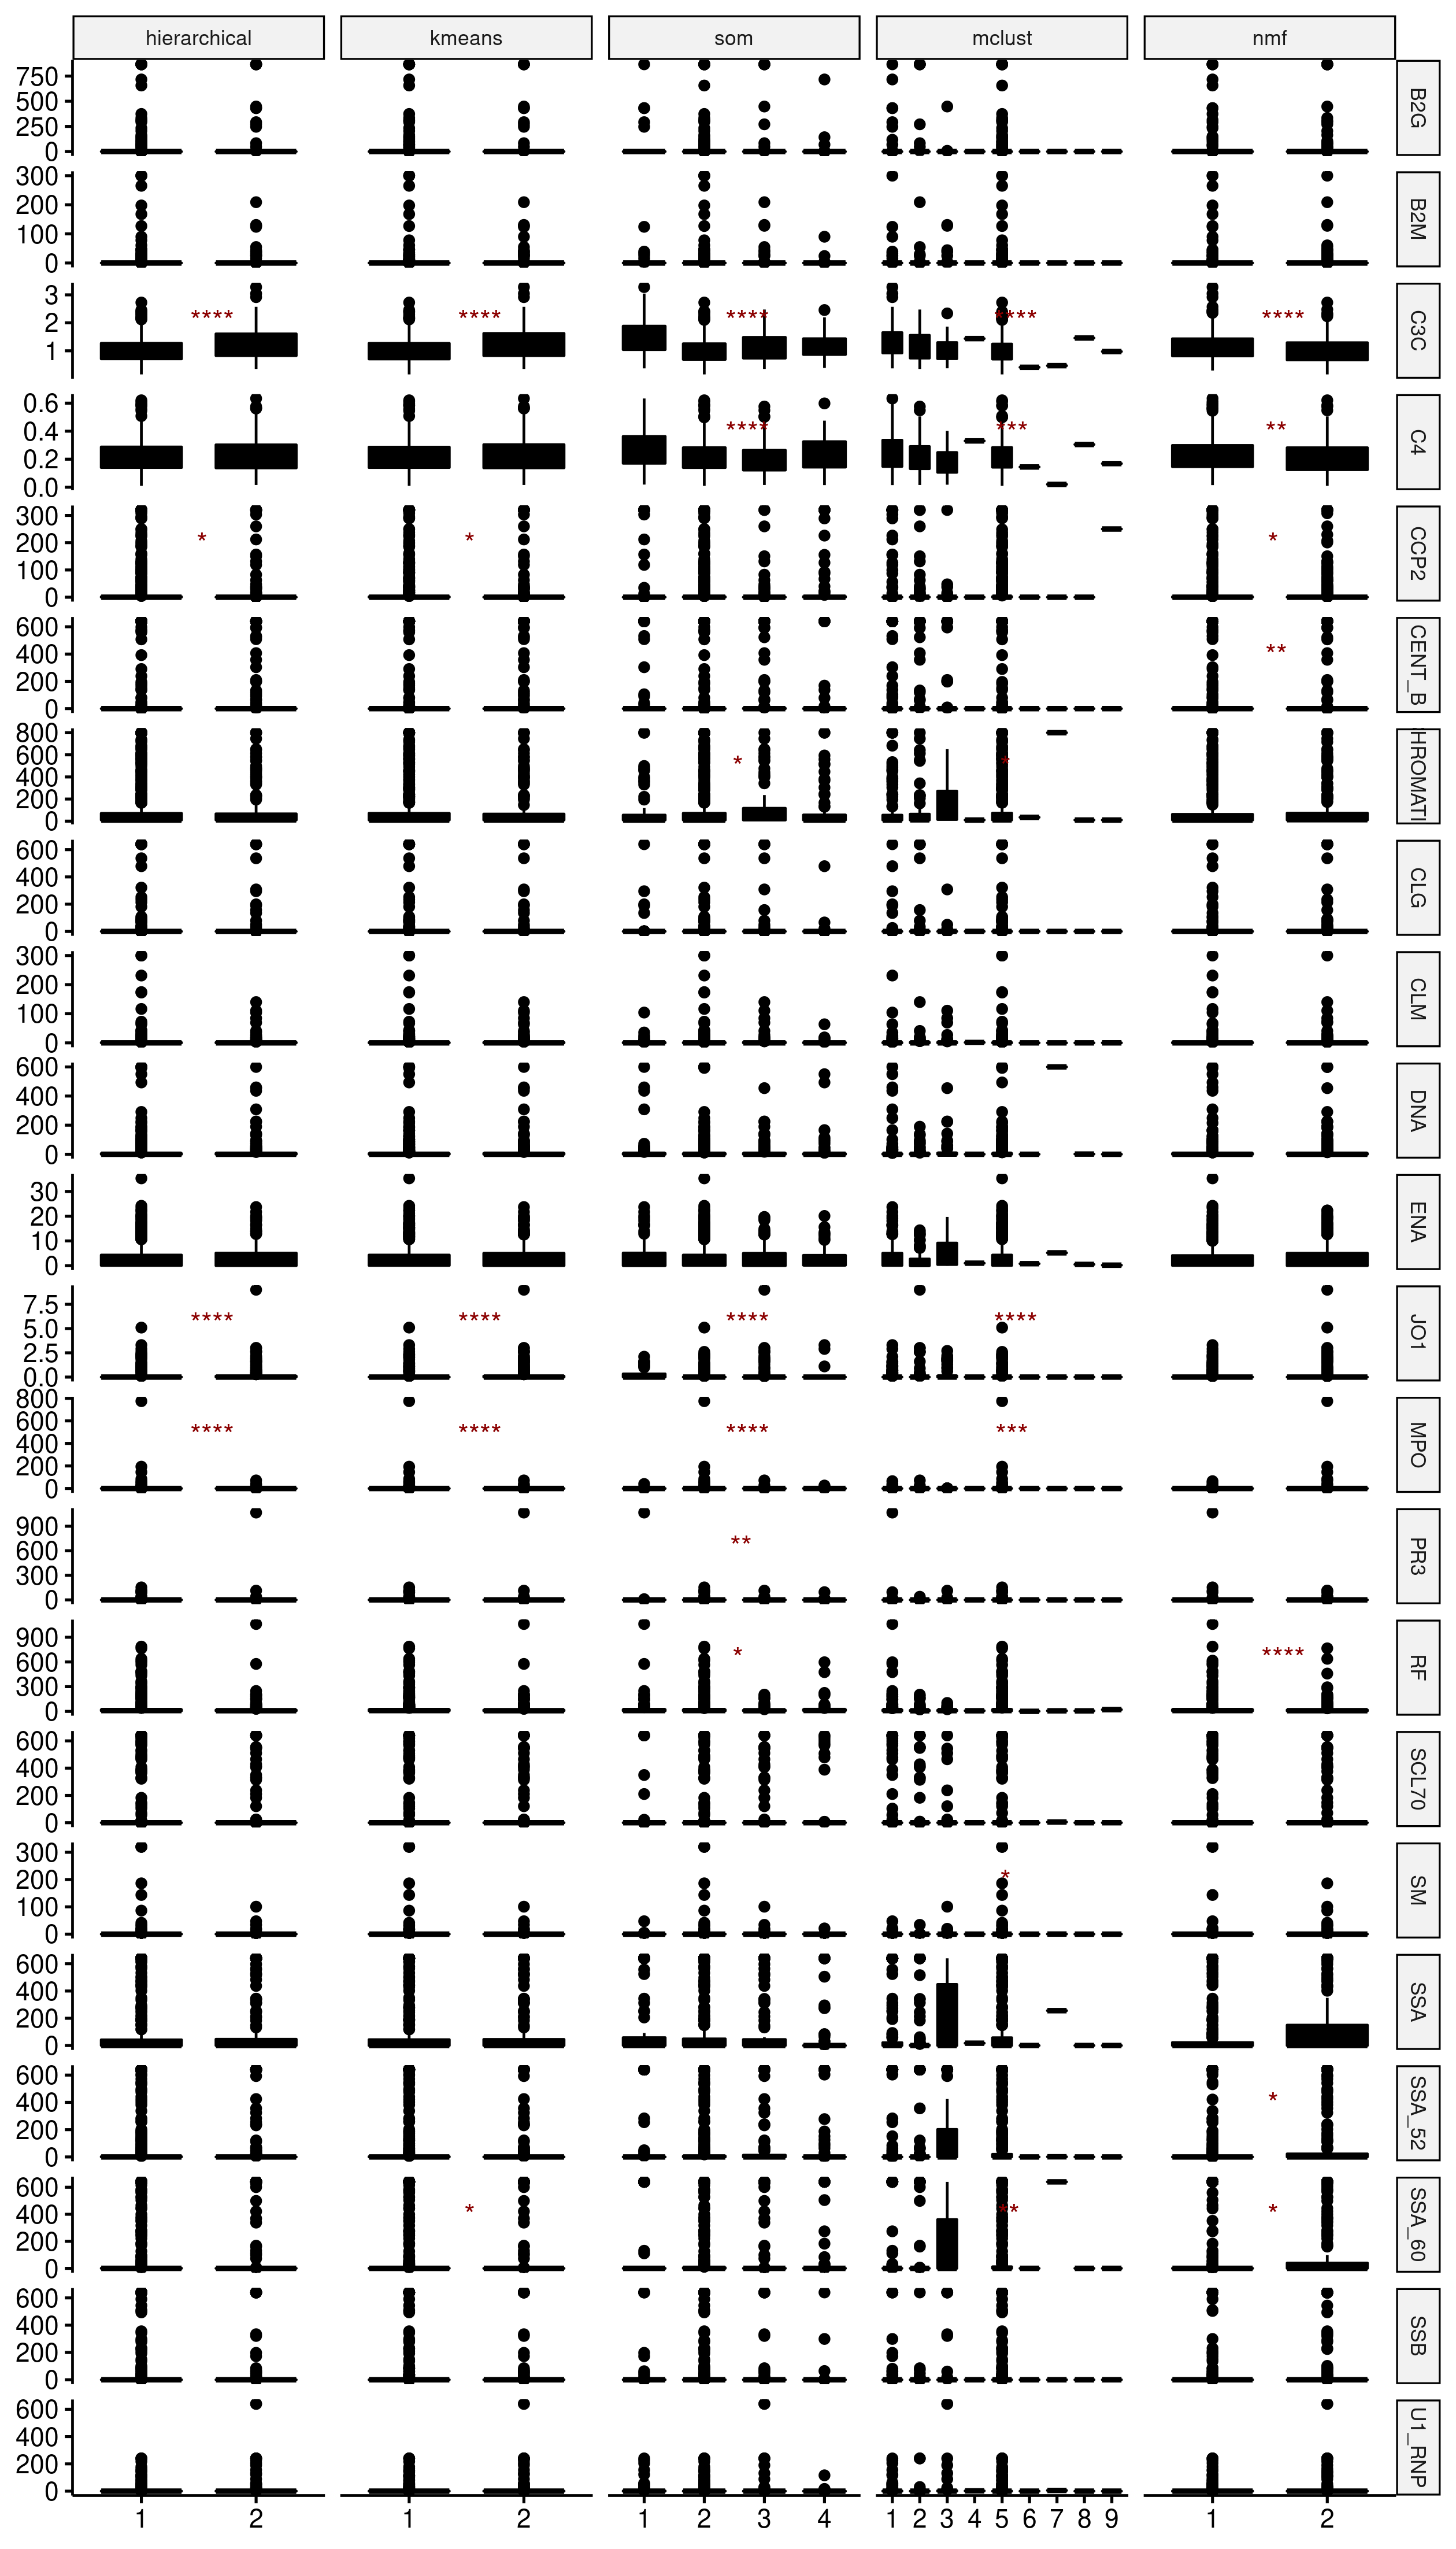 hierarchical kmeans som mclust nmf
750 500 250 0 B2G
300 200 100 0 B2M
3 2 1 **** **** **** **** **** C3C
0.6 0.4 0.2 0.0 **** *** ** C4
300 200 100 0 * * * CCP2
600 400 200 0 ** CENT_B
800 600 400 200 0 * * HROMATI
600 400 200 0 CLG
300 200 100 0 CLM
600 400 200 0 DNA
30 20 10 0 ENA
7.5 5.0 2.5 0.0 **** **** **** **** JO1
800 600 400 200 0 **** **** **** *** MPO
900 600 300 0 ** PR3
900 600 300 0 * **** RF
600 400 200 0 SCL70
300 200 100 0 * SM
600 400 200 0 SSA
600 400 200 0 * SSA_52
600 400 200 0 * ** * SSA_60
600 400 200 0 SSB
600 400 200 0 U1_RNP
1 2 1 2 1 2 3 4 1 2 3 4 5 6 7 8 9 1 2